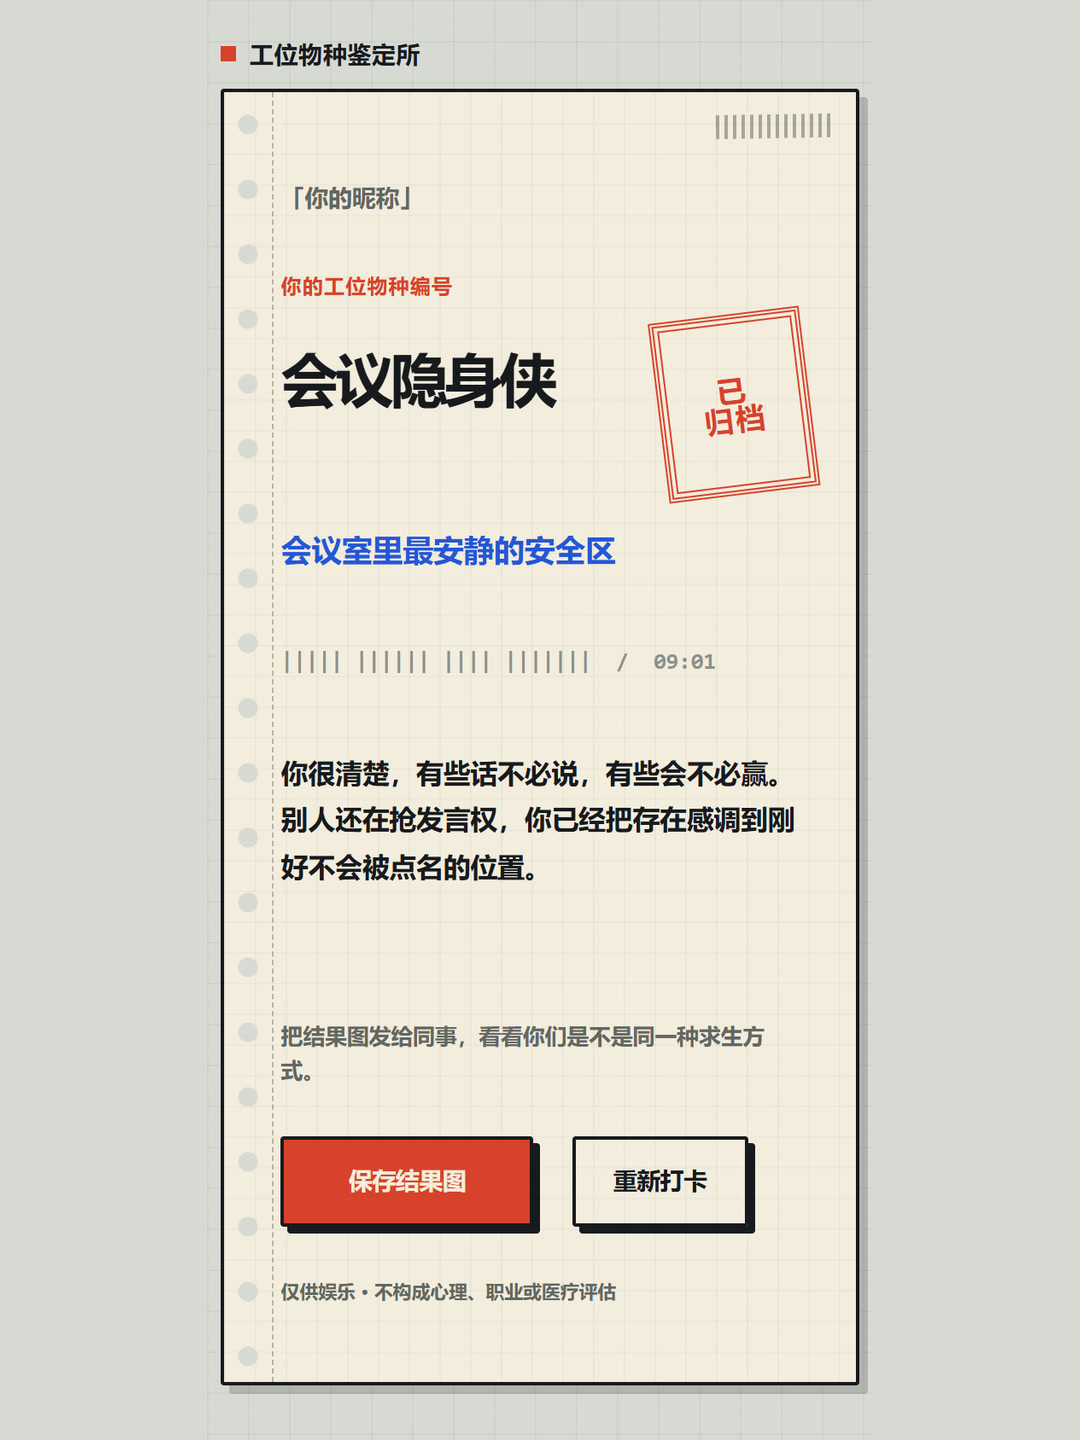 工位物种鉴定所
「你的昵称」
你的工位物种编号
会议隐身侠
已
归档
会议室里最安静的安全区
||||| |||||| |||| ||||||| / 09:01
你很清楚，有些话不必说，有些会不必赢。
别人还在抢发言权，你已经把存在感调到刚
好不会被点名的位置。
把结果图发给同事，看看你们是不是同一种求生方
式。
保存结果图
重新打卡
仅供娱乐·不构成心理、职业或医疗评估